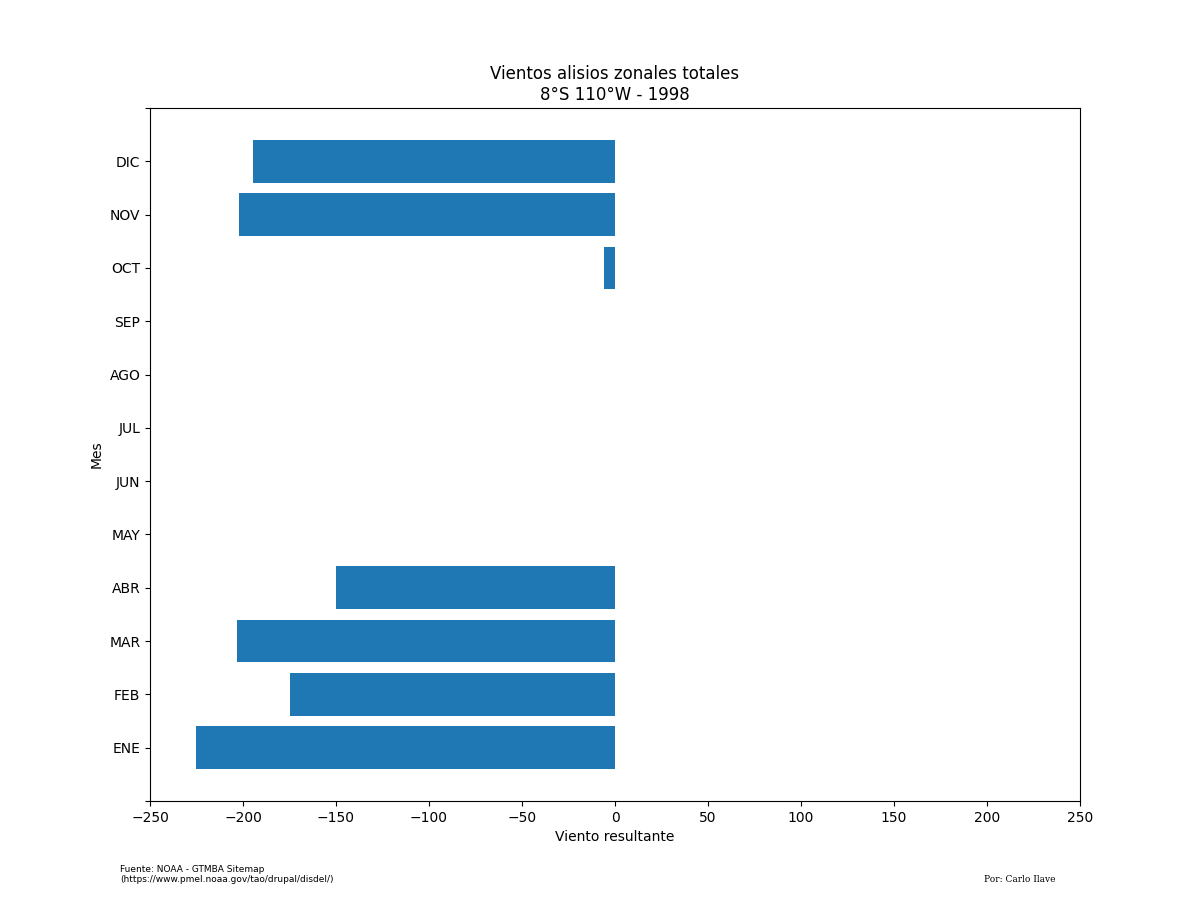 Vientos alisios zonales totales
8°S 110°W - 1998
DIC
NOV
OCT
SEP
AGO
JUL
JUN
MAY
ABR
MAR
FEB
ENE
Mes
−250 −200 −150 −100 −50 0 50 100 150 200 250
Viento resultante
Fuente: NOAA - GTMBA Sitemap
(https://www.pmel.noaa.gov/tao/drupal/disdel/)
Por: Carlo Ilave